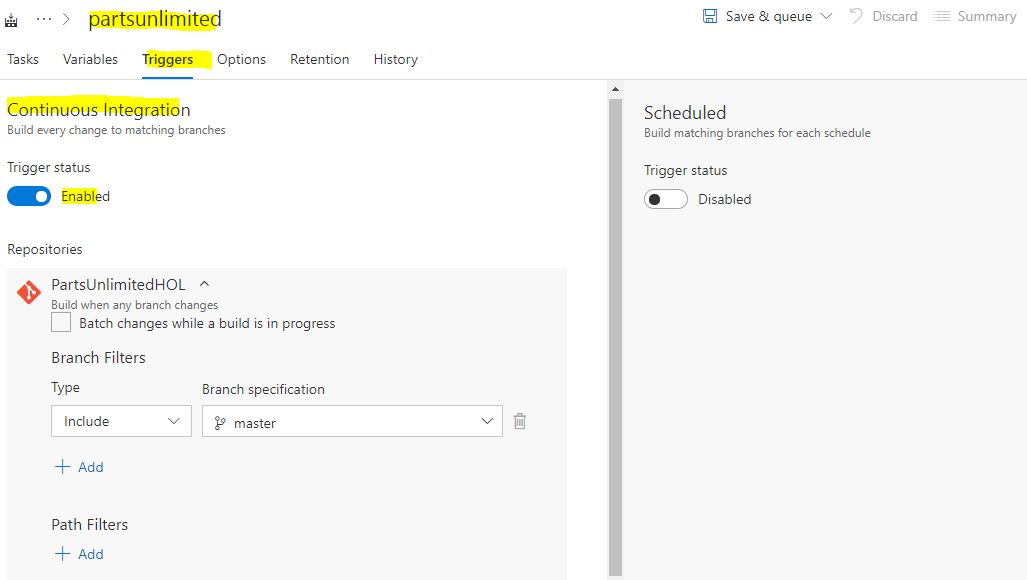 ... > partsunlimited
Save & queue
Discard
Summary
Tasks
Variables
Triggers
Options
Retention
History
Continuous Integration
Build every change to matching branches
Trigger status
Enabled
Repositories
PartsUnlimitedHOL
Build when any branch changes
Batch changes while a build is in progress
Branch Filters
Type
Branch specification
Include
master
+ Add
Path Filters
+ Add
Scheduled
Build matching branches for each schedule
Trigger status
Disabled